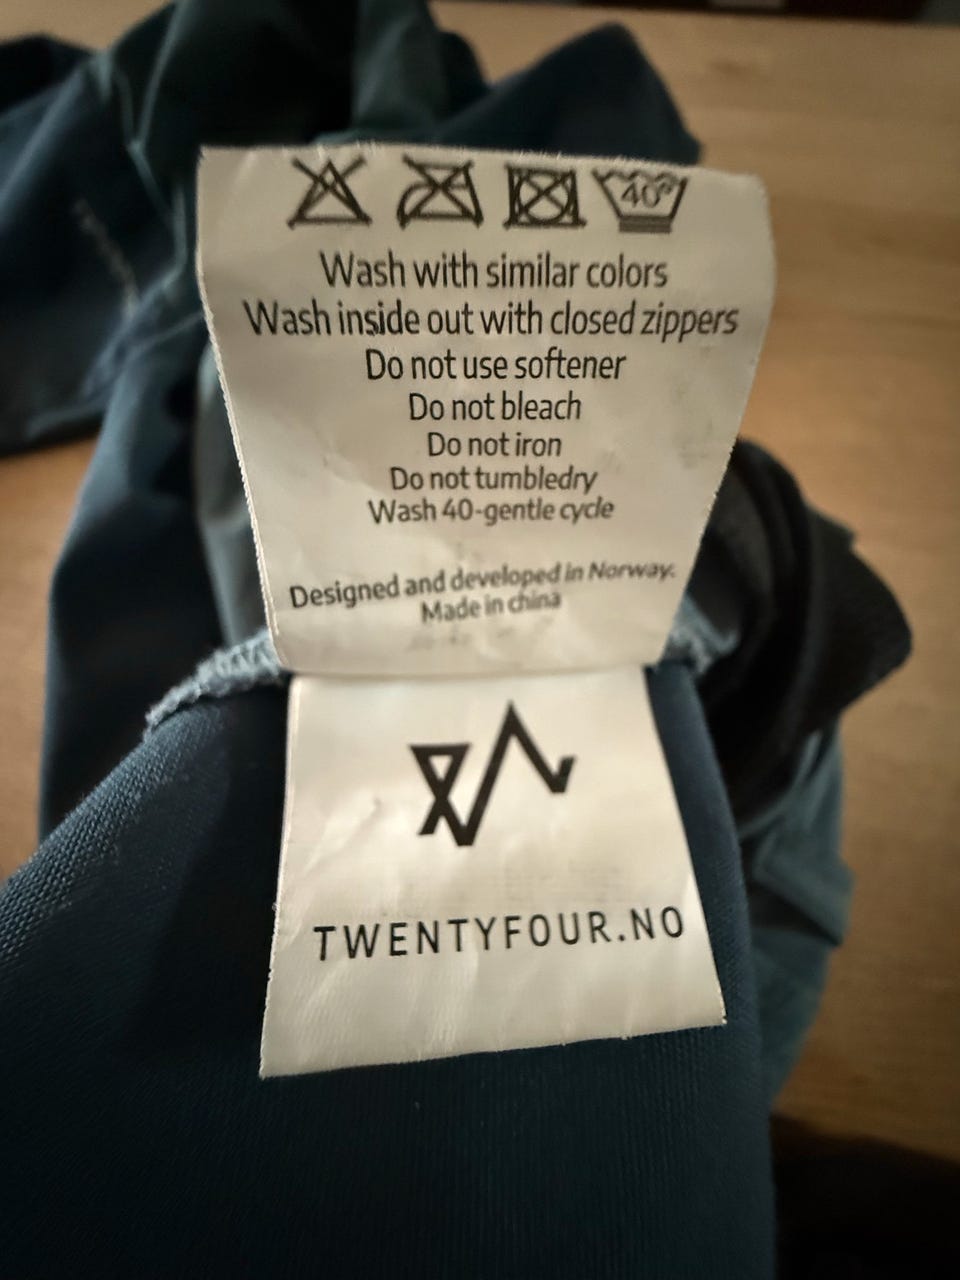 40°
Wash with similar colors
Wash inside out with closed zippers
Do not use softener
Do not bleach
Do not iron
Do not tumbledry
Wash 40-gentle cycle
Designed and developed in Norway.
Made in china
TWENTYFOUR.NO